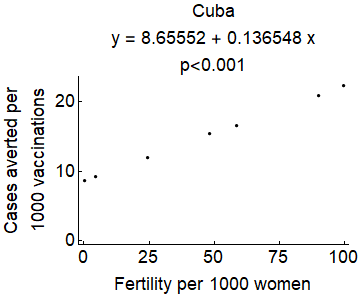 Cuba
y = 8.65552 + 0.136548 x
p<0.001
Cases averted per
1000 vaccinations
20
10
0
0 25 50 75 100
Fertility per 1000 women